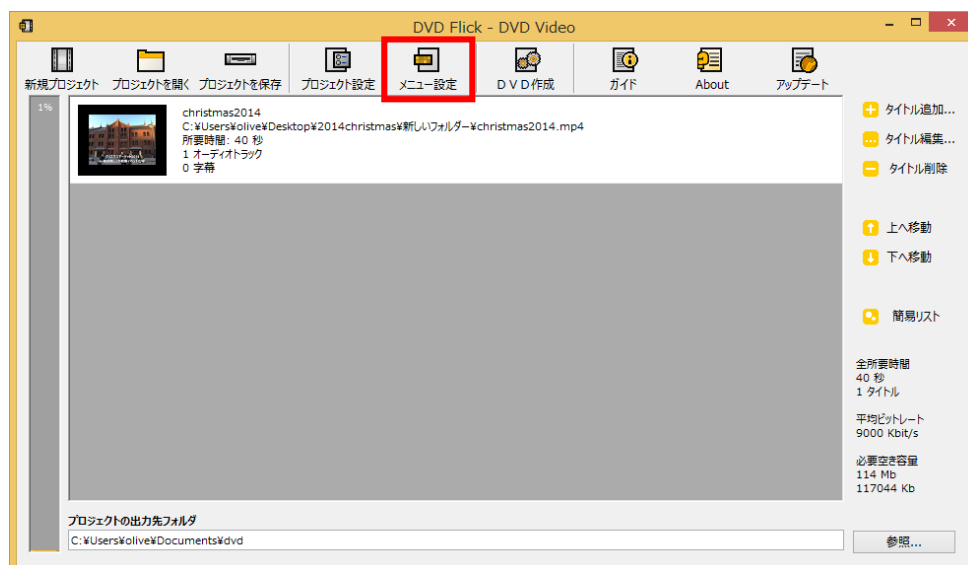 DVD Flick - DVD Video
新規プロジェクト プロジェクトを開く プロジェクトを保存 プロジェクト設定 メニュー設定 ＤＶＤ作成 ガイド About アップデート
1%
christmas2014
C:¥Users¥olive¥Desktop¥2014christmas¥新しいフォルダー¥christmas2014.mp4
所要時間: 40 秒
1 オーディオトラック
0 字幕
タイトル追加...
タイトル編集...
タイトル削除
上へ移動
下へ移動
簡易リスト
全所要時間
40 秒
1 タイトル
平均ビットレート
9000 Kbit/s
必要空き容量
114 Mb
117044 Kb
プロジェクトの出力先フォルダ
C:¥Users¥olive¥Documents¥dvd
参照...